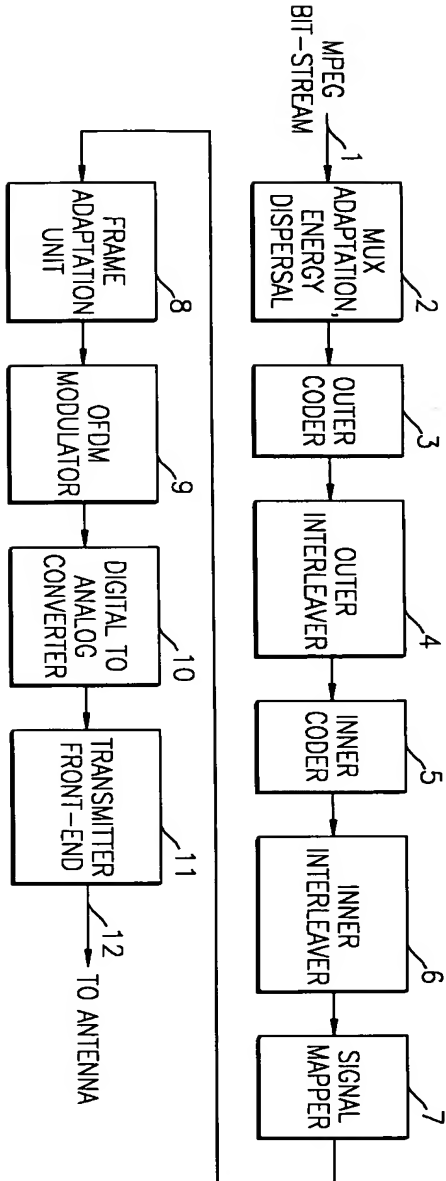 MPEG
BIT-STREAM
1
MUX
ADAPTATION,
ENERGY
DISPERSAL
2
OUTER
CODER
3
OUTER
INTERLEAVER
4
INNER
CODER
5
INNER
INTERLEAVER
6
SIGNAL
MAPPER
7
FRAME
ADAPTATION
UNIT
8
OFDM
MODULATOR
9
DIGITAL TO
ANALOG
CONVERTER
10
TRANSMITTER
FRONT-END
11
12
TO ANTENNA